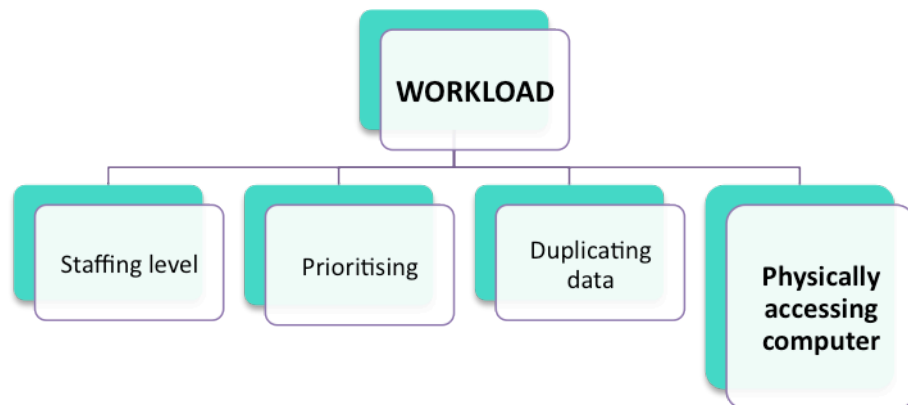 WORKLOAD
Staffing level
Prioritising
Duplicating
data
Physically
accessing
computer